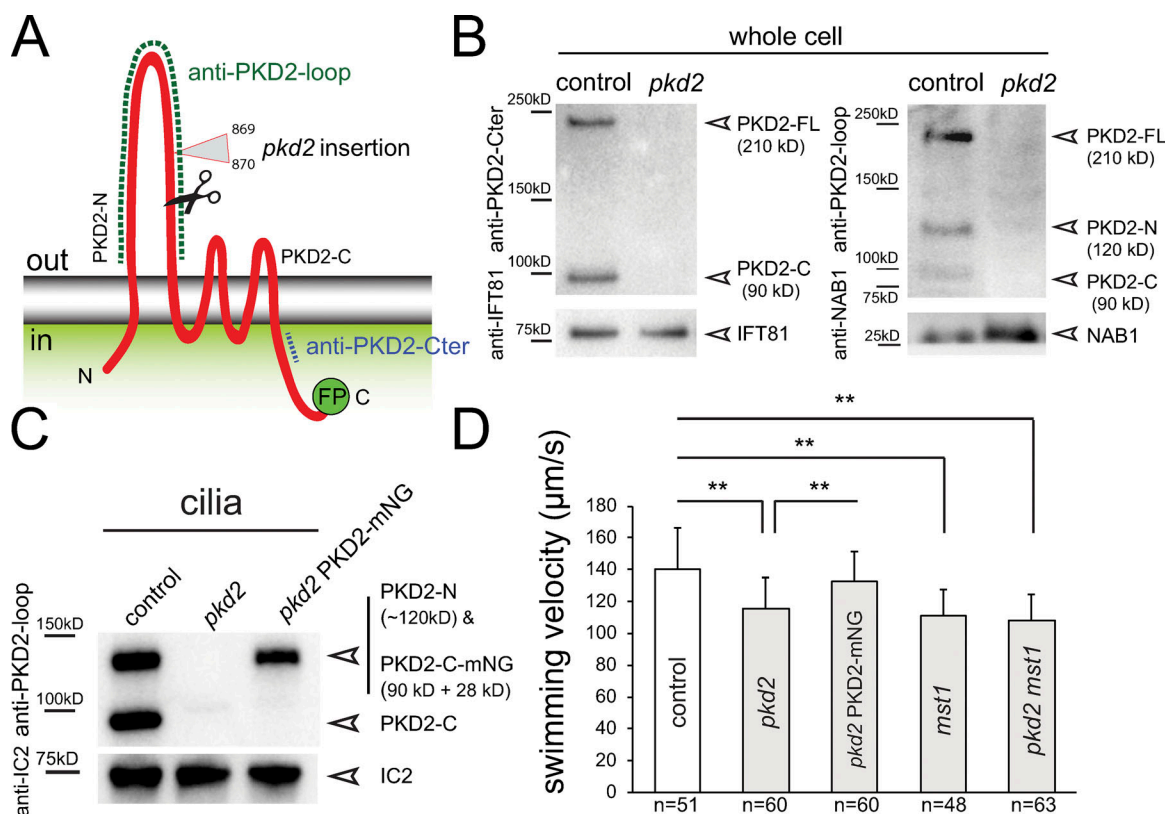 A
anti-PKD2-loop
869
pkd2 insertion
870
PKD2-N
PKD2-C
out
in
anti-PKD2-Cter
N
FP C
B
whole cell
control pkd2
250kD
150kD
100kD
75kD
anti-IFT81 anti-PKD2-Cter
PKD2-FL
(210 kD)
PKD2-C
(90 kD)
IFT81
control pkd2
250kD
150kD
100kD
75kD
25kD
anti-NAB1 anti-PKD2-loop
PKD2-FL
(210 kD)
PKD2-N
(120 kD)
PKD2-C
(90 kD)
NAB1
C
cilia
control
pkd2
pkd2 PKD2-mNG
150kD
100kD
75kD
anti-IC2 anti-PKD2-loop
PKD2-N
(~120kD) &
PKD2-C-mNG
(90 kD + 28 kD)
PKD2-C
IC2
D
swimming velocity (µm/s)
**
**
** **
180
160
140
120
100
80
60
40
20
0
control
pkd2
pkd2 PKD2-mNG
mst1
pkd2 mst1
n=51 n=60 n=60 n=48 n=63